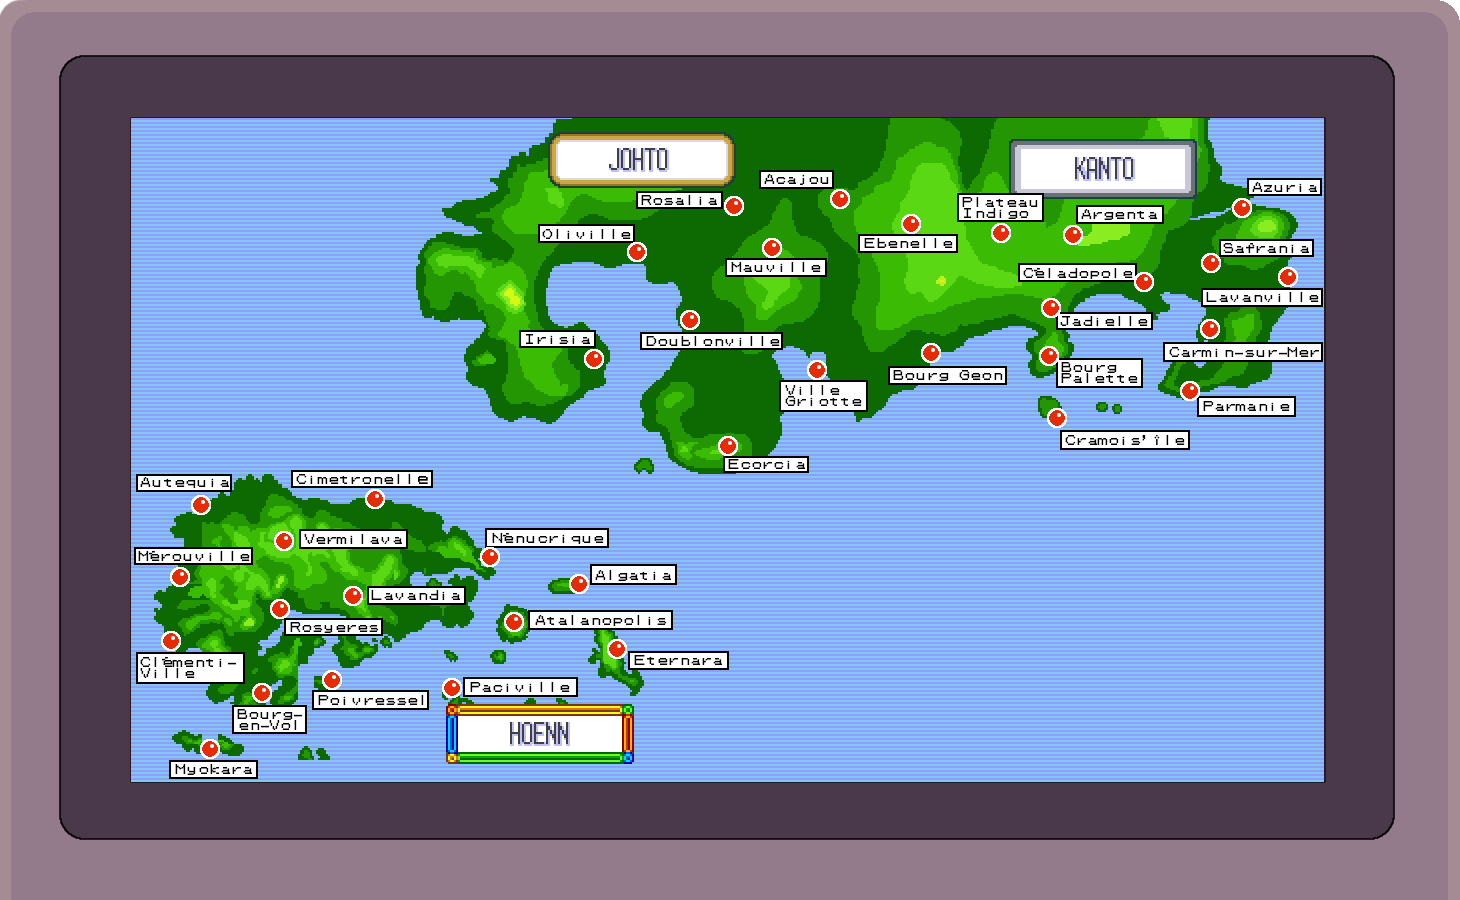 JOHTO
KANTO
Acajou
Azuria
Rosalia
Plateau
Indigo
Argenta
Oliville
Ebenelle
Safrania
Mauville
Céladopole
Lavanville
Jadielle
Irisia
Doublonville
Carmin-sur-Mer
Bourg Geon
Bourg
Palette
Ville
Griotte
Parmanie
Cramois'île
Ecorcia
Autequia
Cimetronelle
Nénucrique
Vermilava
Mérouville
Algatia
Lavandia
Atalanopolis
Rosyeres
Eternara
Clémenti-
Ville
Paciville
Poivressel
Bourg-
en-Vol
HOENN
Myokara